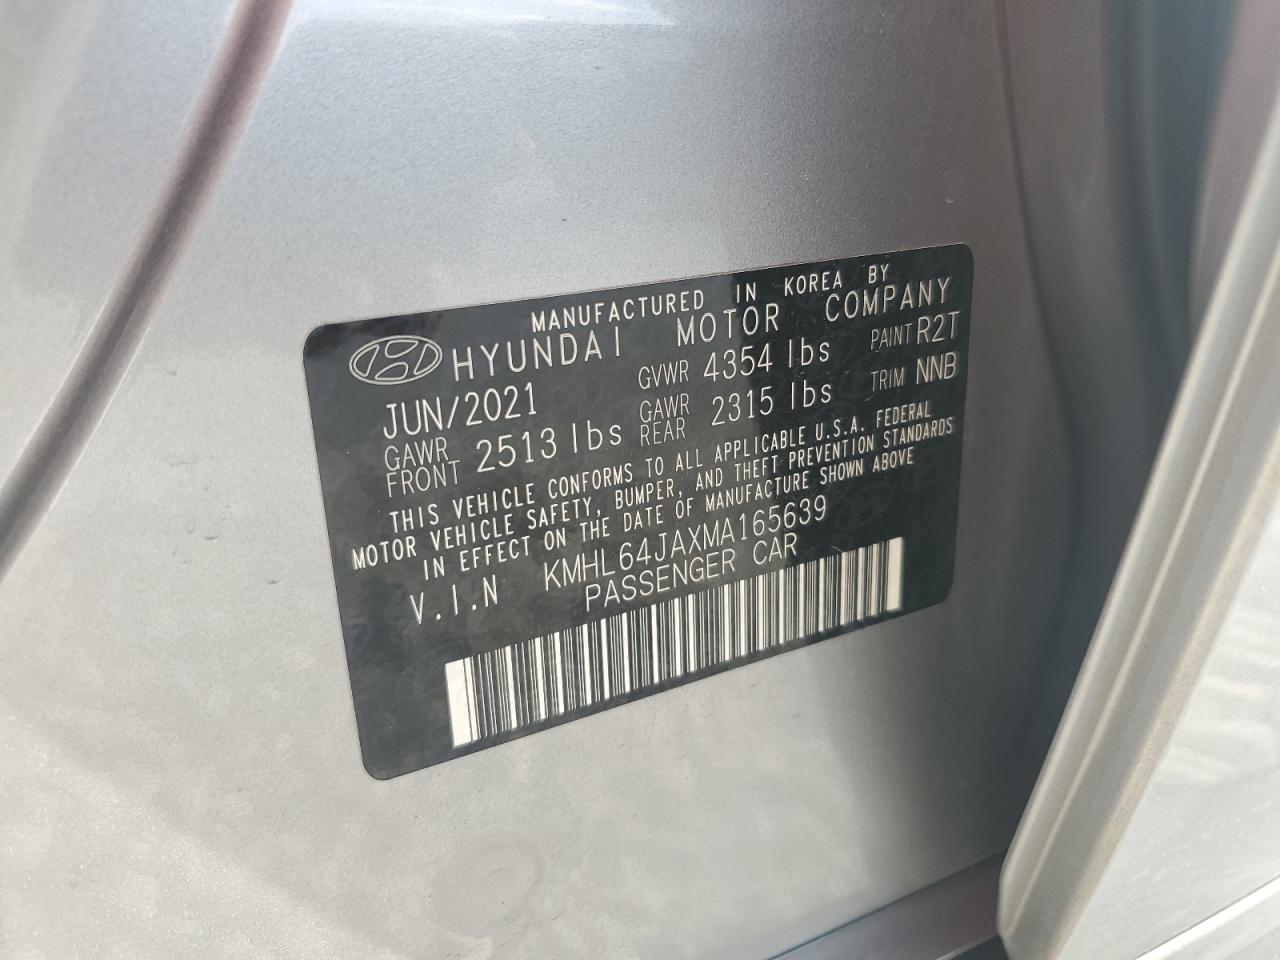 MANUFACTURED IN KOREA BY
HYUNDAI MOTOR COMPANY
JUN/2021 GVWR 4354 lbs PAINT R2T
GAWR FRONT 2513 lbs GAWR REAR 2315 lbs TRIM NNB
THIS VEHICLE CONFORMS TO ALL APPLICABLE U.S.A. FEDERAL
MOTOR VEHICLE SAFETY, BUMPER, AND THEFT PREVENTION STANDARDS
IN EFFECT ON THE DATE OF MANUFACTURE SHOWN ABOVE
V.I.N KMHL64JAXMA165639
PASSENGER CAR